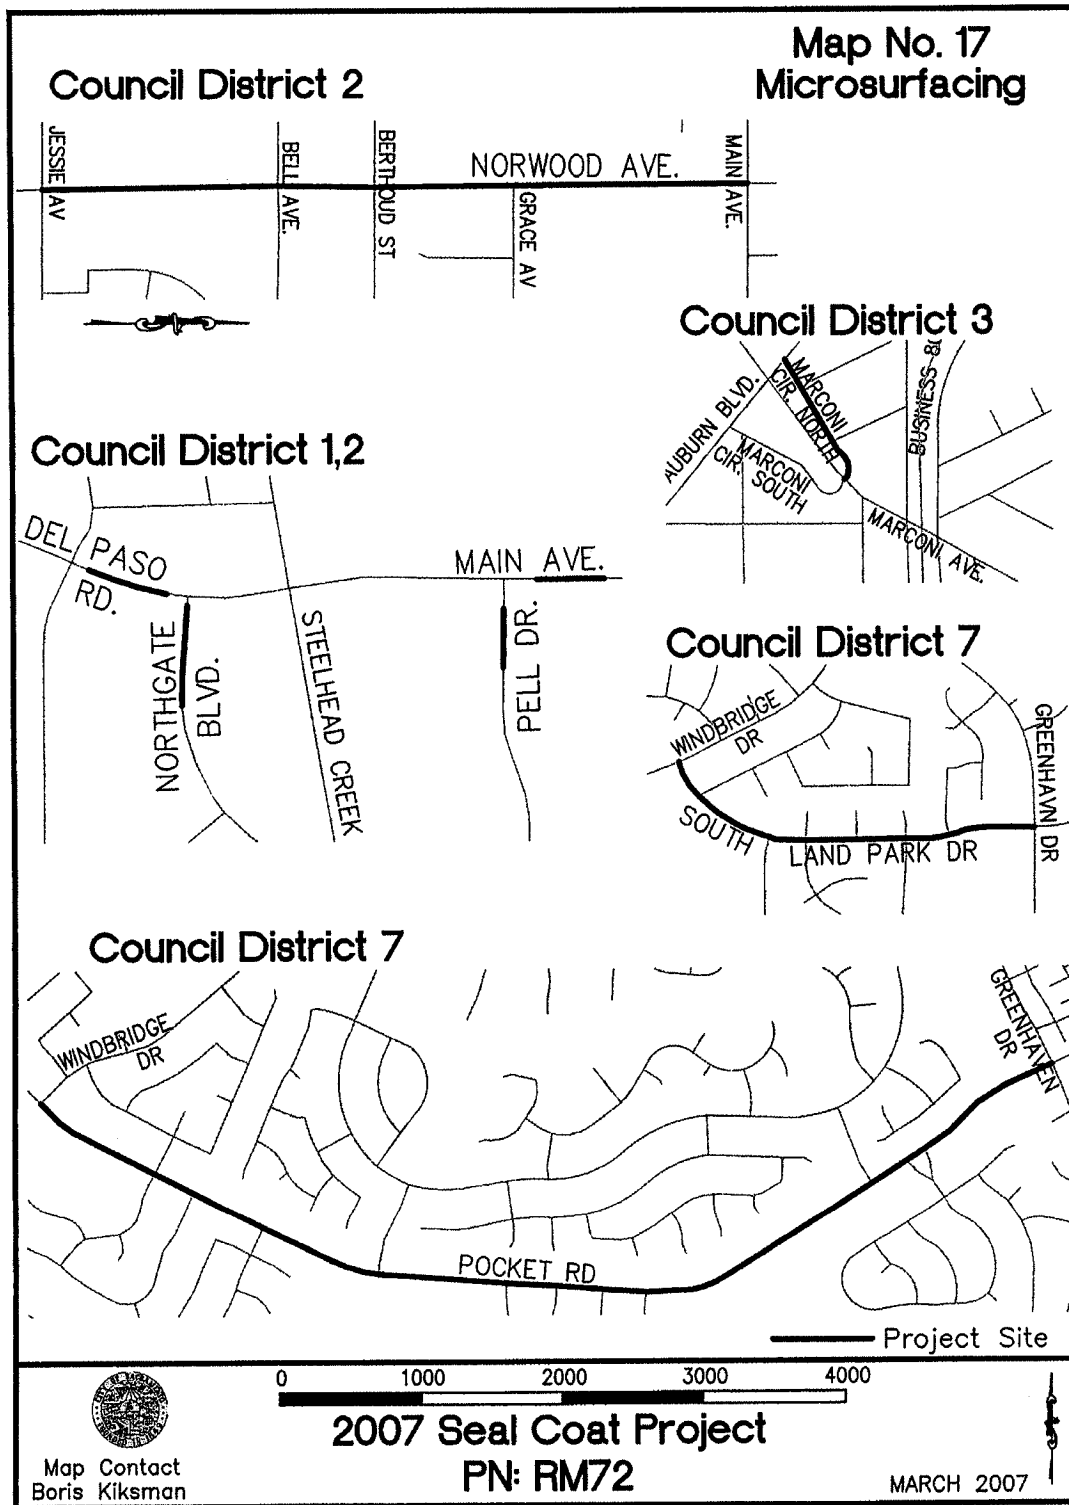 Map No. 17
Microsurfacing
Council District 2
JESSIE AV
BELL AVE.
BERTHOUD ST
NORWOOD AVE.
GRACE AV
MAIN AVE.
Council District 3
AUBURN BLVD.
MARCONI
CIR. NORTH
MARCONI
CIR. SOUTH
BUSINESS 80
MARCONI AVE.
Council District 1,2
DEL PASO
RD.
NORTHGATE
BLVD.
STEELHEAD CREEK
MAIN AVE.
PELL DR.
Council District 7
WINDBRIDGE
DR
SOUTH
LAND PARK DR
GREENHAVN DR
Council District 7
WINDBRIDGE
DR
GREENHAVEN
DR
POCKET RD
Project Site
0 1000 2000 3000 4000
2007 Seal Coat Project
PN: RM72
Map Contact
Boris Kiksman
MARCH 2007